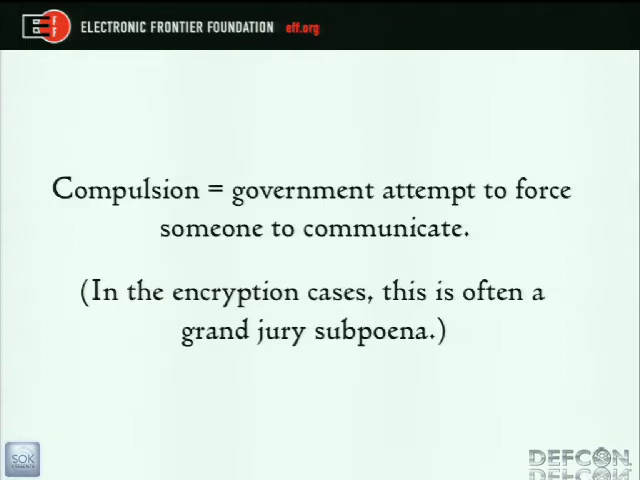 ELECTRONIC FRONTIER FOUNDATION eff.org
Compulsion = government attempt to force
someone to communicate.
(In the encryption cases, this is often a
grand jury subpoena.)
SOK
DEFCON